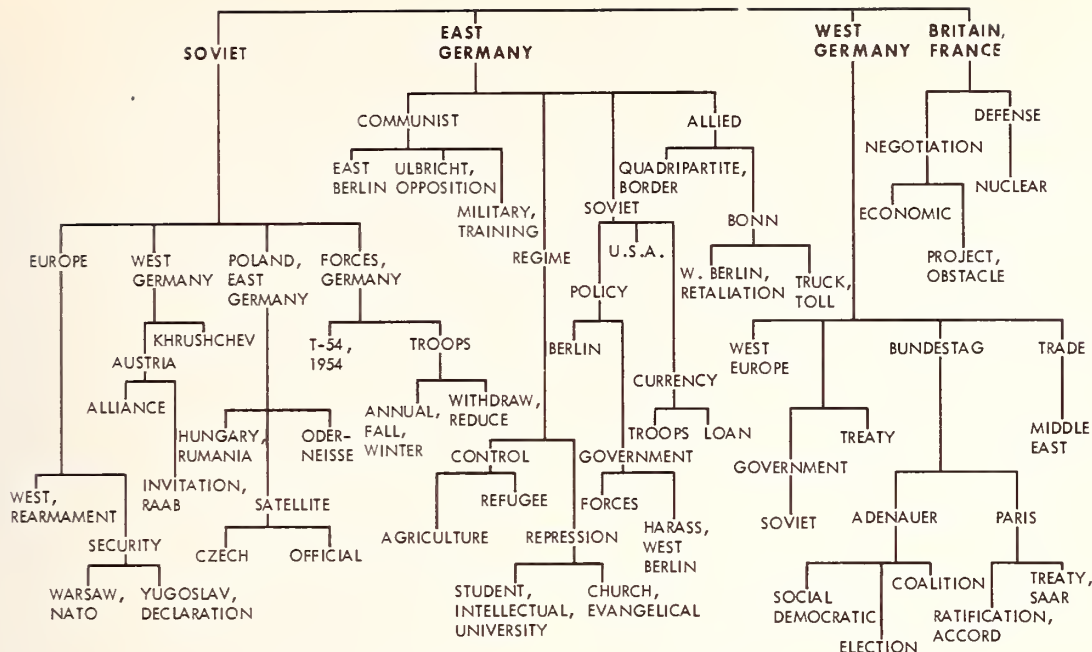 SOVIET
EAST
GERMANY
WEST
GERMANY
BRITAIN,
FRANCE
COMMUNIST
EAST
BERLIN
ULBRICHT,
OPPOSITION
MILITARY,
TRAINING
REGIME
SOVIET
ALLIED
QUADRIPARTITE,
BORDER
BONN
W. BERLIN,
RETALIATION
TRUCK,
TOLL
NEGOTIATION
DEFENSE
NUCLEAR
ECONOMIC
PROJECT,
OBSTACLE
EUROPE
WEST
GERMANY
POLAND,
EAST
GERMANY
FORCES,
GERMANY
KHRUSHCHEV
AUSTRIA
ALLIANCE
INVITATION,
RAAB
T-54,
1954
TROOPS
ANNUAL,
FALL,
WINTER
WITHDRAW,
REDUCE
HUNGARY,
RUMANIA
ODER-
NEISSE
SATELLITE
CZECH
OFFICIAL
WEST,
REARMAMENT
SECURITY
WARSAW,
NATO
YUGOSLAV,
DECLARATION
CONTROL
AGRICULTURE
REFUGEE
REPRESSION
STUDENT,
INTELLECTUAL,
UNIVERSITY
CHURCH,
EVANGELICAL
POLICY
U.S.A.
BERLIN
GOVERNMENT
FORCES
HARASS,
WEST
BERLIN
CURRENCY
TROOPS
LOAN
WEST
EUROPE
GOVERNMENT
TREATY
SOVIET
BUNDESTAG
TRADE
MIDDLE
EAST
ADENAUER
PARIS
SOCIAL
DEMOCRATIC
ELECTION
COALITION
RATIFICATION,
ACCORD
TREATY,
SAAR